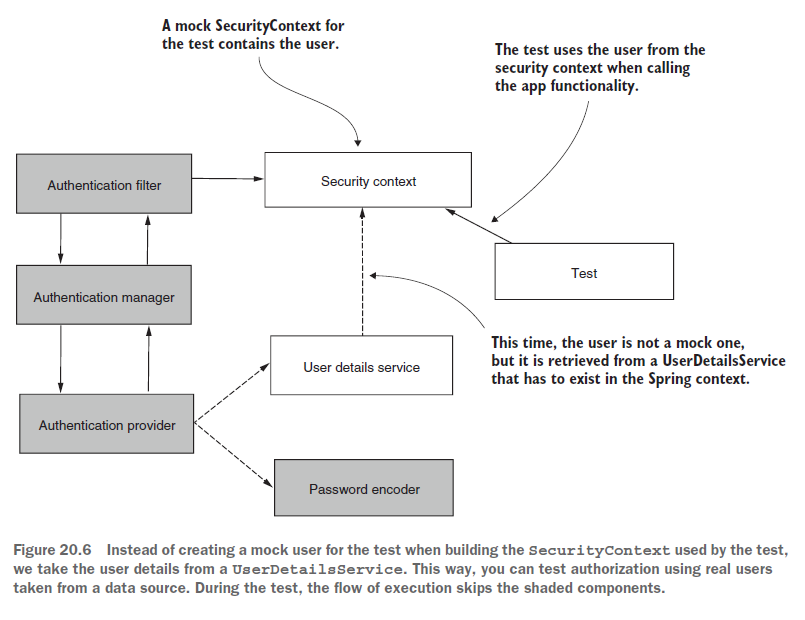 A mock SecurityContext for
the test contains the user.
The test uses the user from the
security context when calling
the app functionality.
Authentication filter
Security context
Test
Authentication manager
This time, the user is not a mock one,
but it is retrieved from a UserDetailsService
that has to exist in the Spring context.
User details service
Authentication provider
Password encoder
Figure 20.6 Instead of creating a mock user for the test when building the SecurityContext used by the test,
we take the user details from a UserDetailsService. This way, you can test authorization using real users
taken from a data source. During the test, the flow of execution skips the shaded components.